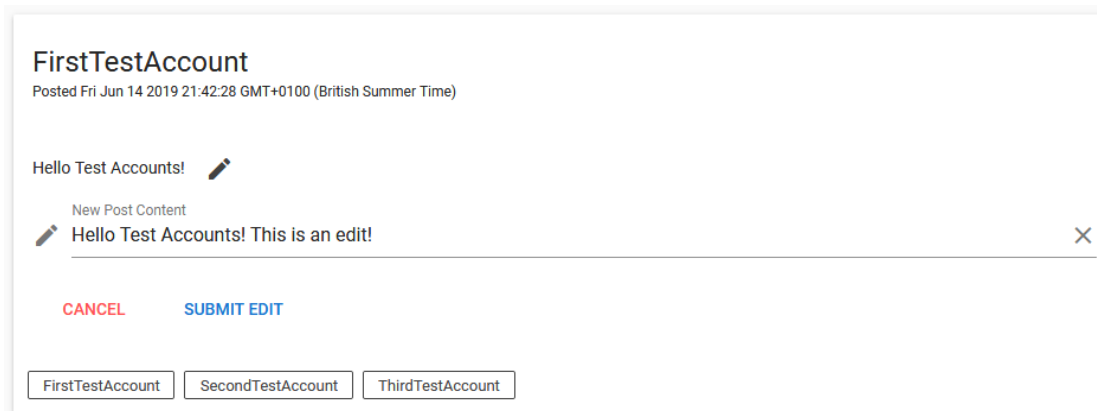 FirstTestAccount
Posted Fri Jun 14 2019 21:42:28 GMT+0100 (British Summer Time)
Hello Test Accounts!
New Post Content
Hello Test Accounts! This is an edit!
CANCEL SUBMIT EDIT
FirstTestAccount SecondTestAccount ThirdTestAccount